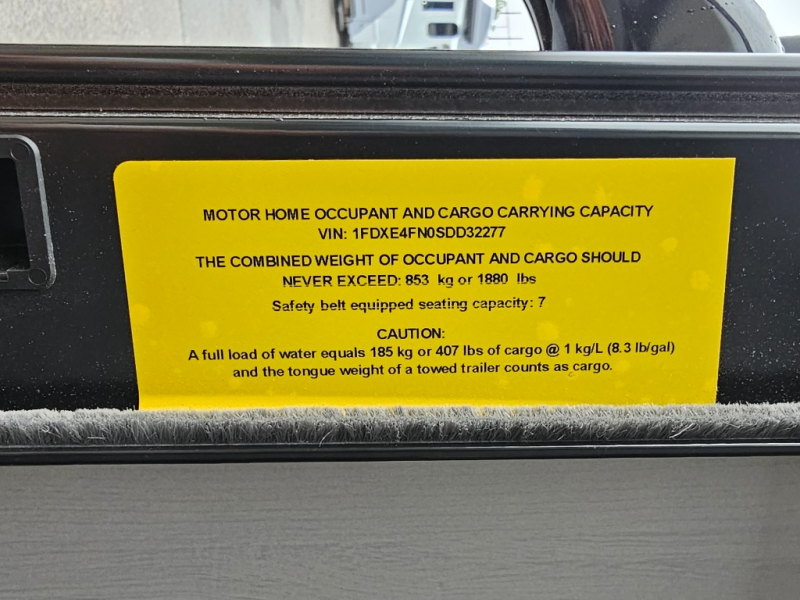 MOTOR HOME OCCUPANT AND CARGO CARRYING CAPACITY
VIN: 1FDXE4FN0SDD32277
THE COMBINED WEIGHT OF OCCUPANT AND CARGO SHOULD
NEVER EXCEED: 853 kg or 1880 lbs
Safety belt equipped seating capacity: 7
CAUTION:
A full load of water equals 185 kg or 407 lbs of cargo @ 1 kg/L (8.3 lb/gal)
and the tongue weight of a towed trailer counts as cargo.